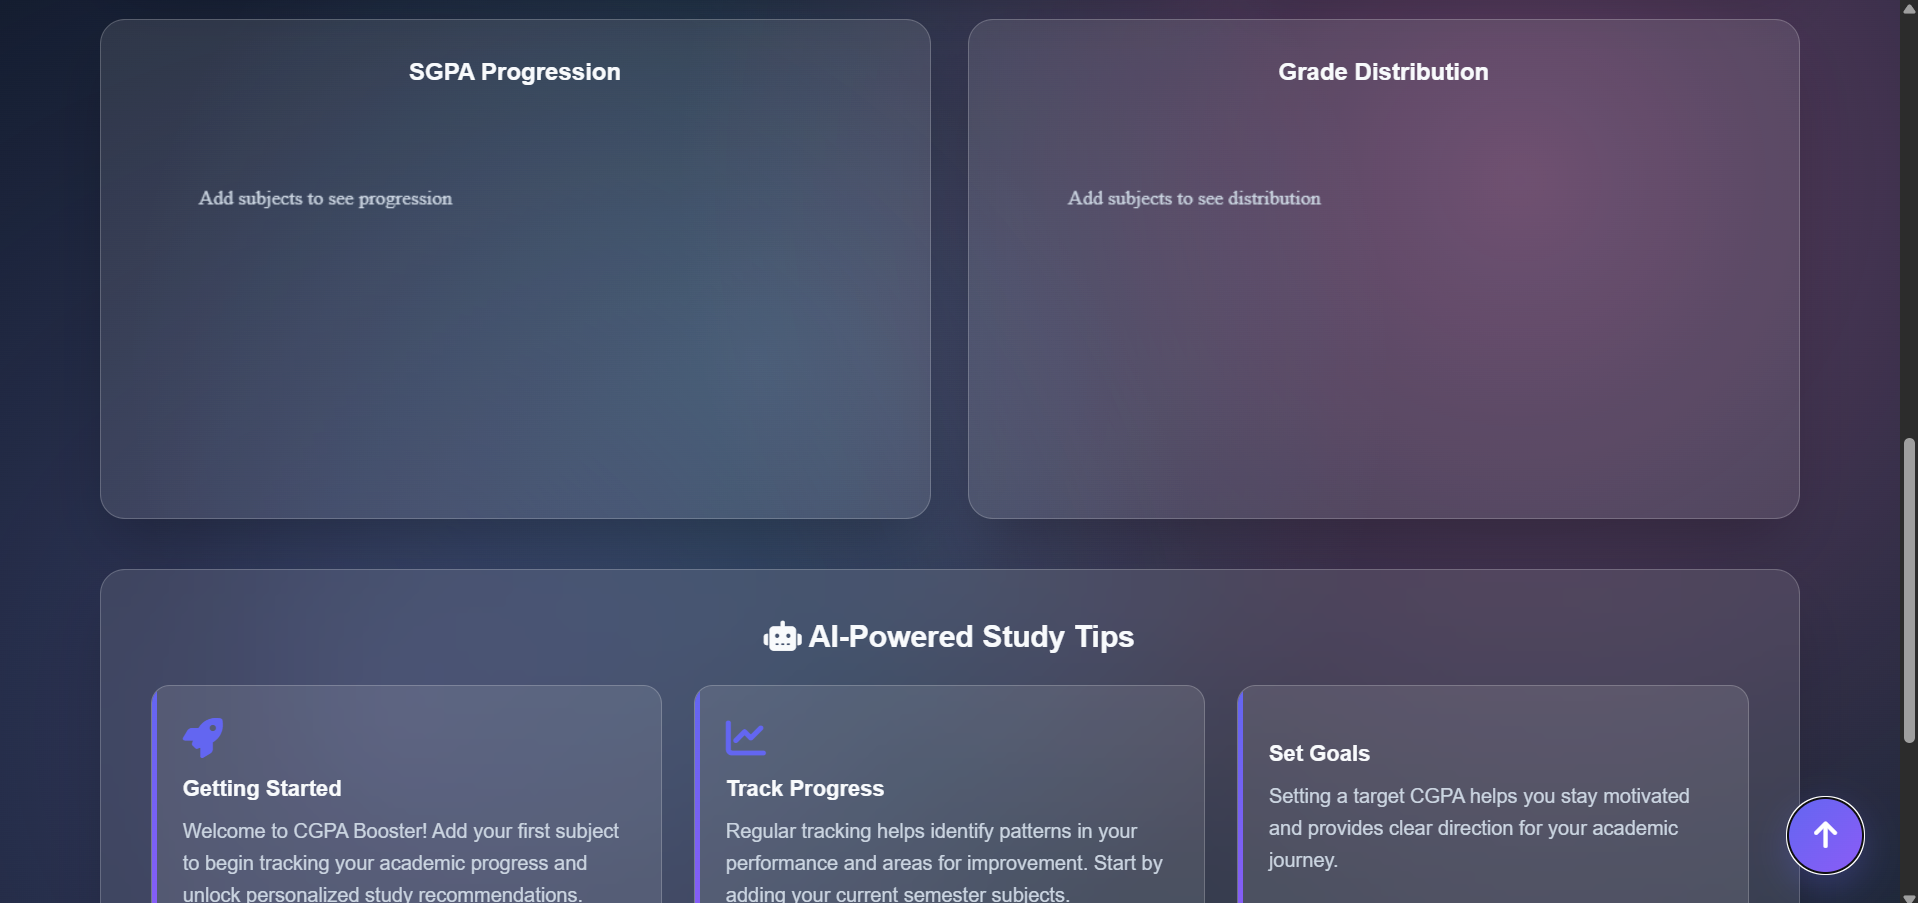 SGPA Progression
Grade Distribution
Add subjects to see progression
Add subjects to see distribution
AI-Powered Study Tips
Getting Started
Welcome to CGPA Booster! Add your first subject
to begin tracking your academic progress and
unlock personalized study recommendations.
Track Progress
Regular tracking helps identify patterns in your
performance and areas for improvement. Start by
adding your current semester subjects.
Set Goals
Setting a target CGPA helps you stay motivated
and provides clear direction for your academic
journey.